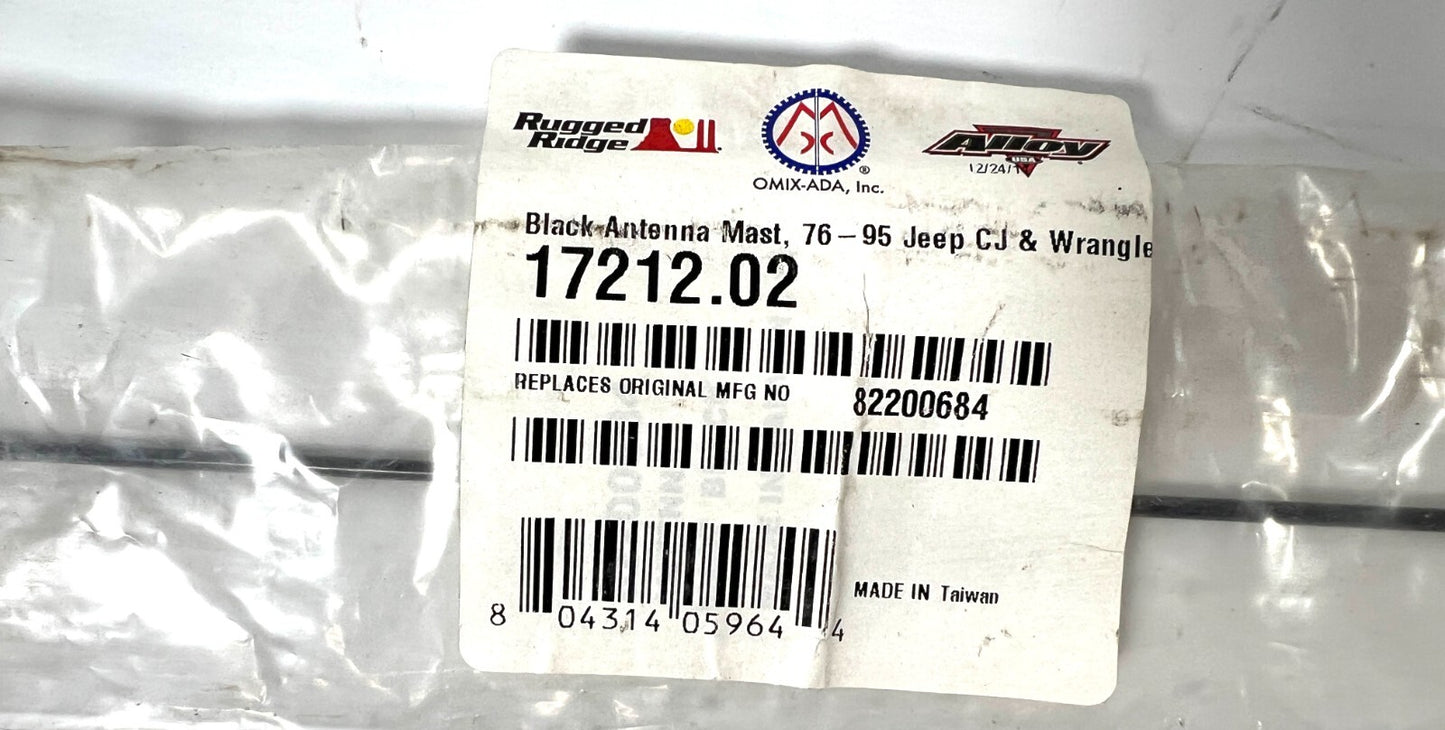 Rugged
Ridge
OMIX-ADA, Inc.
Alloy
USA
Black Antenna Mast, 76–95 Jeep CJ & Wrangle
17212.02
REPLACES ORIGINAL MFG NO 82200684
8 04314 05964 4
MADE IN Taiwan